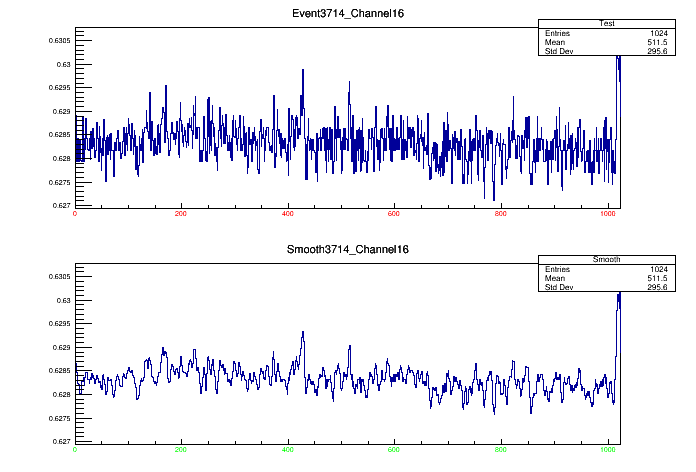 Event3714_Channel16
Test
Entries 1024
Mean 511.5
Std Dev 295.6
0.6305
0.63
0.6295
0.629
0.6285
0.628
0.6275
0.627
0 200 400 600 800 1000
Smooth3714_Channel16
Smooth
Entries 1024
Mean 511.5
Std Dev 295.6
0.6305
0.63
0.6295
0.629
0.6285
0.628
0.6275
0.627
0 200 400 600 800 1000